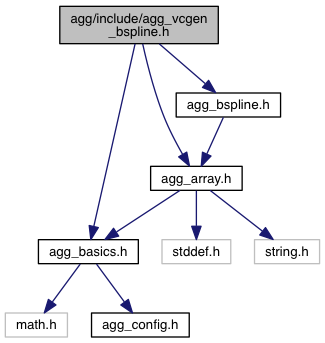 agg/include/agg_vcgen
_bspline.h
agg_bspline.h
agg_array.h
agg_basics.h
stddef.h
string.h
math.h
agg_config.h